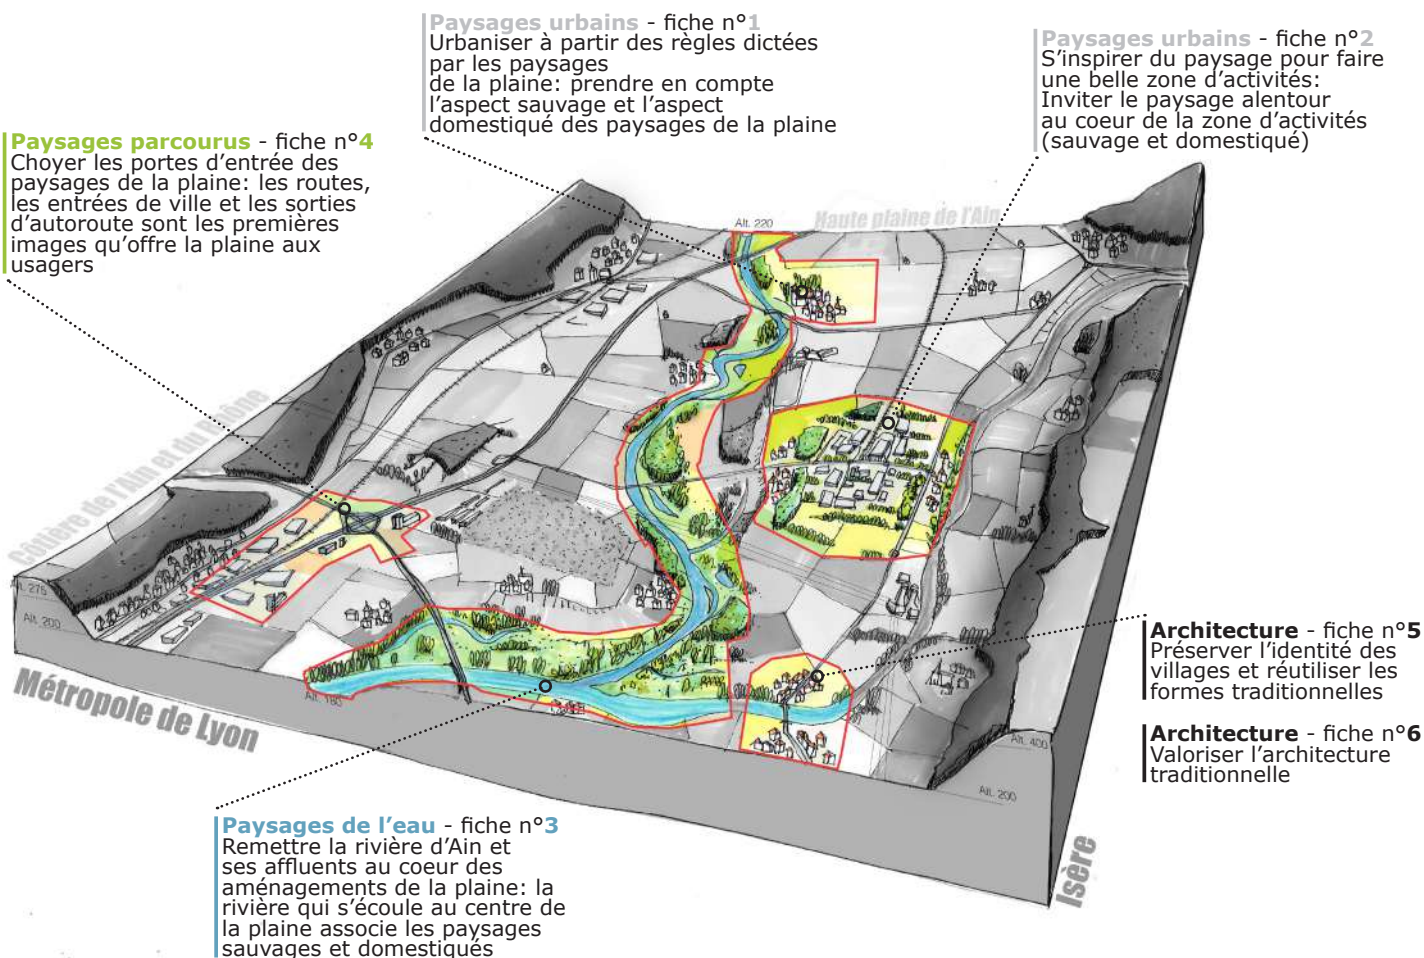 Paysages urbains - fiche n°1
Urbaniser à partir des règles dictées
par les paysages
de la plaine: prendre en compte
l'aspect sauvage et l'aspect
domestiqué des paysages de la plaine
Paysages urbains - fiche n°2
S'inspirer du paysage pour faire
une belle zone d'activités:
Inviter le paysage alentour
au coeur de la zone d'activités
(sauvage et domestiqué)
Paysages parcourus - fiche n°4
Choyer les portes d'entrée des
paysages de la plaine: les routes,
les entrées de ville et les sorties
d'autoroute sont les premières
images qu'offre la plaine aux
usagers
Alt. 220
Haute plaine de l'Ain
Côtière de l'Ain et du Rhône
275
Alt. 200
Métropole de Lyon
Alt. 180
Architecture - fiche n°5
Préserver l'identité des
villages et réutiliser les
formes traditionnelles
Architecture - fiche n°6
Valoriser l'architecture
traditionnelle
Alt. 400
Alt. 200
Isère
Paysages de l'eau - fiche n°3
Remettre la rivière d'Ain et
ses affluents au coeur des
aménagements de la plaine: la
rivière qui s'écoule au centre de
la plaine associe les paysages
sauvages et domestiqués